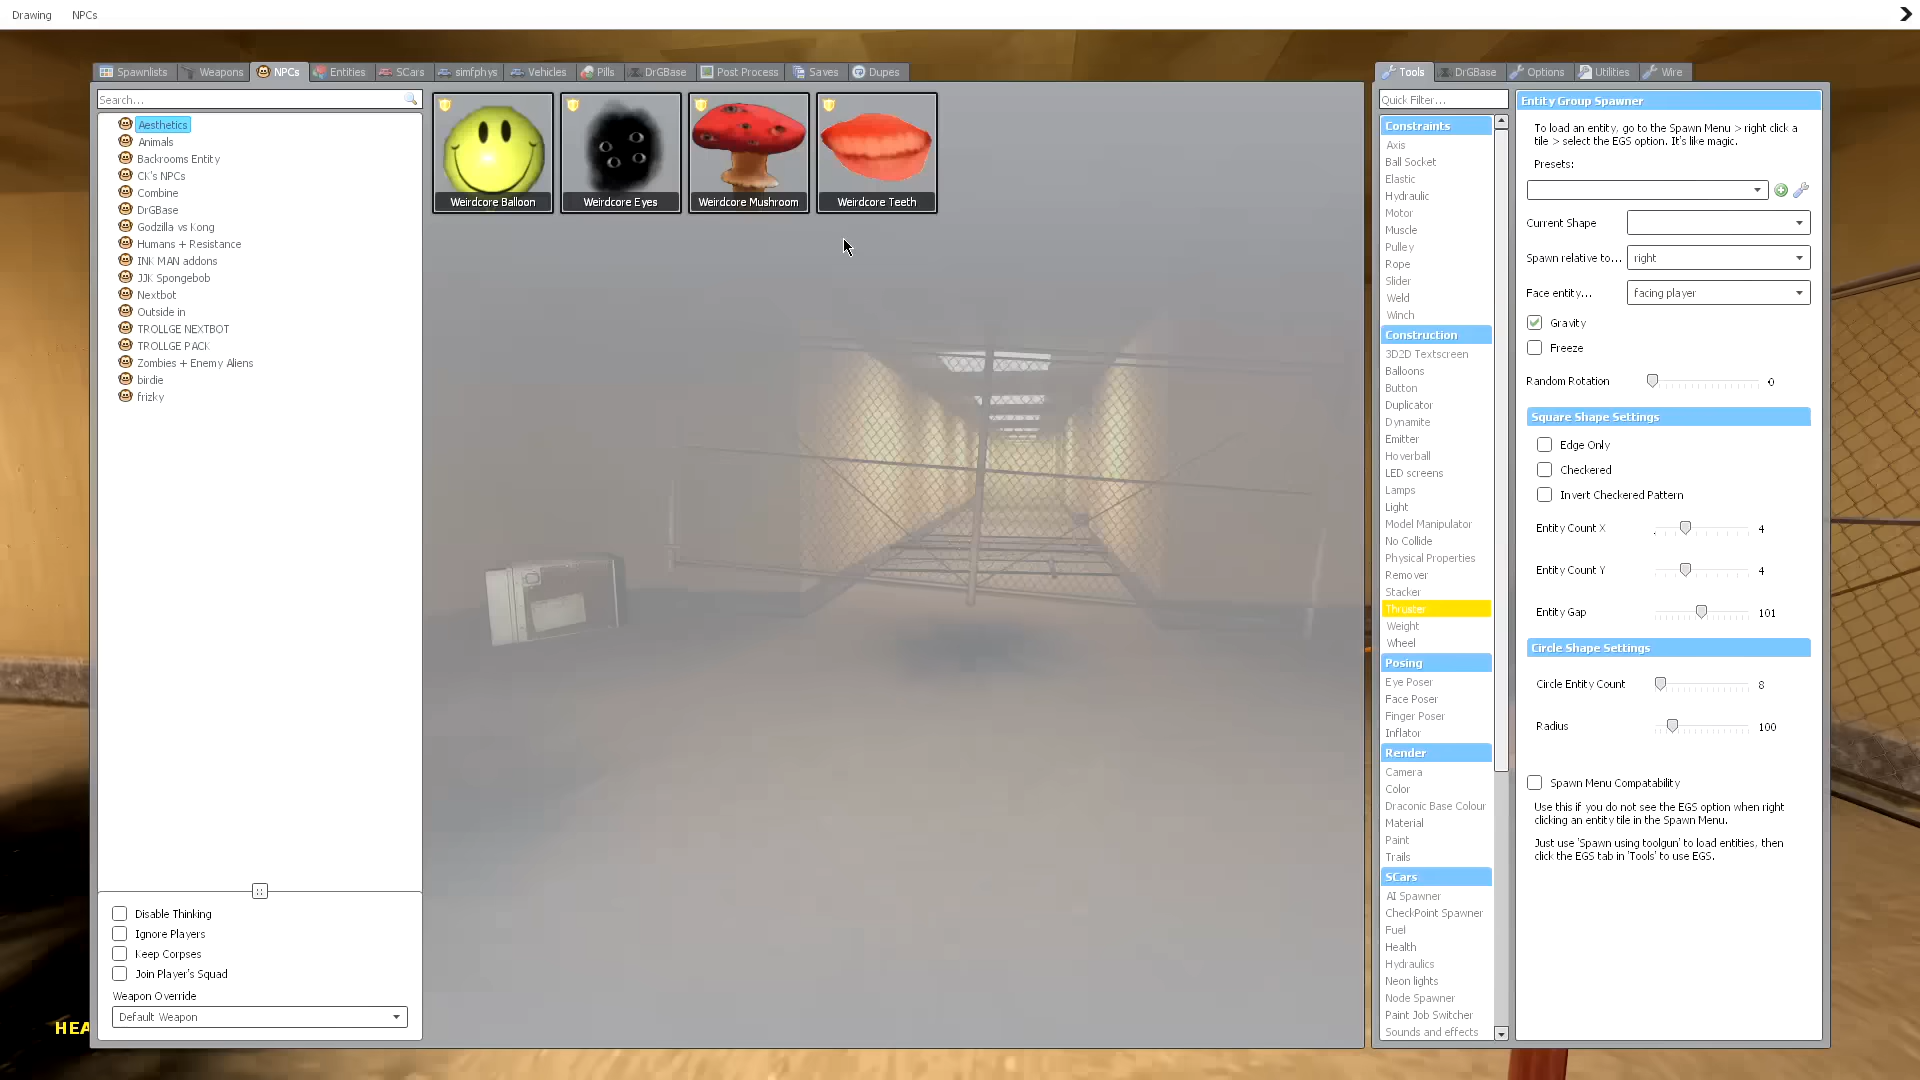 Drawing NPCs
Spawnlists Weapons NPCs Entities SCars simfphys Vehicles Pills DrGBase Post Process Saves Dupes
Search...
Aesthetics
Animals
Backrooms Entity
CK's NPCs
Combine
DrGBase
Godzilla vs Kong
Humans + Resistance
INK MAN addons
JJK Spongebob
Nextbot
Outside in
TROLLGE NEXTBOT
TROLLGE PACK
Zombies + Enemy Aliens
birdie
frizky
Disable Thinking
Ignore Players
Keep Corpses
Join Player's Squad
Weapon Override
Default Weapon
HEA
Weirdcore Balloon Weirdcore Eyes Weirdcore Mushroom Weirdcore Teeth
Tools DrGBase Options Utilities Wire
Quick Filter...
Constraints
Axis
Ball Socket
Elastic
Hydraulic
Motor
Muscle
Pulley
Rope
Slider
Weld
Winch
Construction
3D2D Textscreen
Balloons
Button
Duplicator
Dynamite
Emitter
Hoverball
LED screens
Lamps
Light
Model Manipulator
No Collide
Physical Properties
Remover
Stacker
Thruster
Weight
Wheel
Posing
Eye Poser
Face Poser
Finger Poser
Inflator
Render
Camera
Color
Draconic Base Colour
Material
Paint
Trails
SCars
AI Spawner
CheckPoint Spawner
Fuel
Health
Hydraulics
Neon lights
Node Spawner
Paint Job Switcher
Sounds and effects
Entity Group Spawner
To load an entity, go to the Spawn Menu > right click a
tile > select the EGS option. It's like magic.
Presets:
Current Shape
Spawn relative to... right
Face entity... facing player
Gravity
Freeze
Random Rotation 0
Square Shape Settings
Edge Only
Checkered
Invert Checkered Pattern
Entity Count X 4
Entity Count Y 4
Entity Gap 101
Circle Shape Settings
Circle Entity Count 8
Radius 100
Spawn Menu Compatability
Use this if you do not see the EGS option when right
clicking an entity tile in the Spawn Menu.
Just use 'Spawn using toolgun' to load entities, then
click the EGS tab in 'Tools' to use EGS.